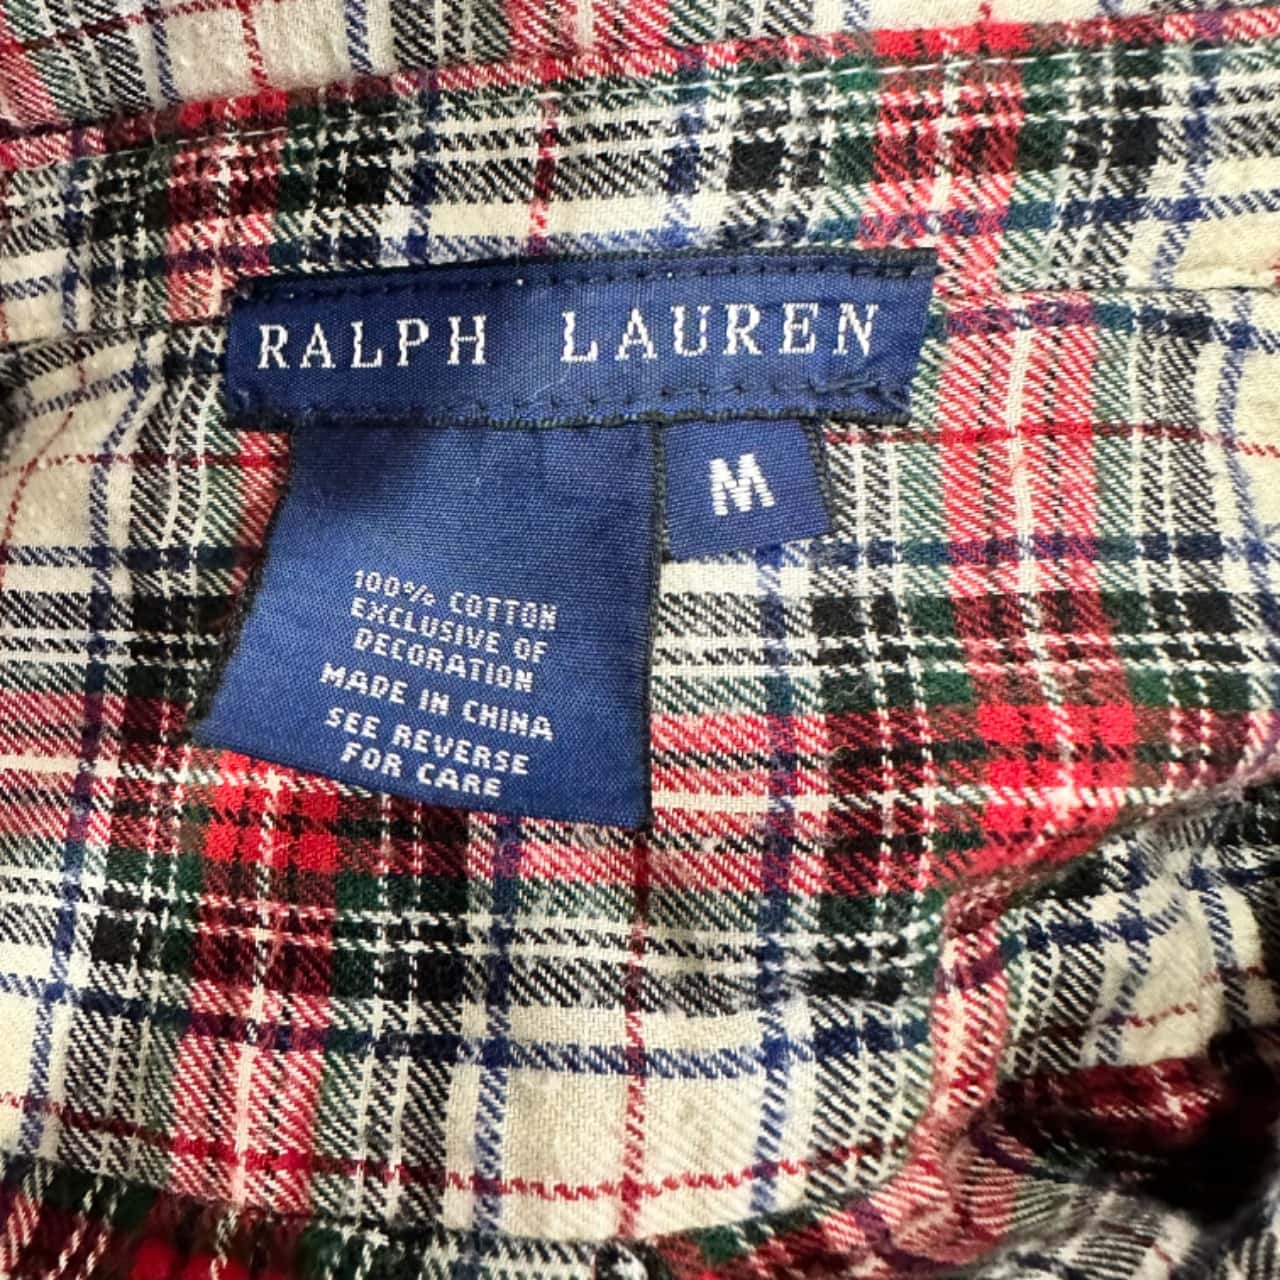 RALPH LAUREN
M
100% COTTON
EXCLUSIVE OF
DECORATION
MADE IN CHINA
SEE REVERSE
FOR CARE